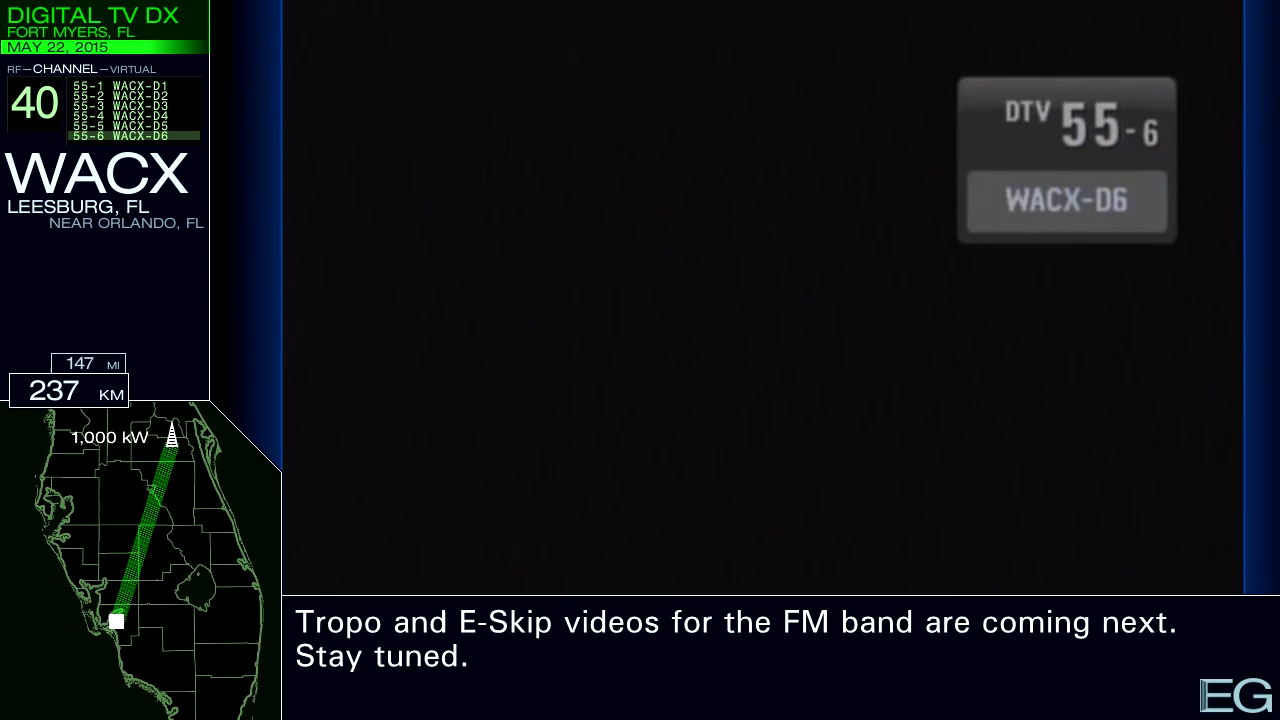 DIGITAL TV DX
FORT MYERS, FL
MAY 22, 2015
RF—CHANNEL—VIRTUAL
40
55-1 WACX-D1
55-2 WACX-D2
55-3 WACX-D3
55-4 WACX-D4
55-5 WACX-D5
55-6 WACX-D6
WACX
LEESBURG, FL
NEAR ORLANDO, FL
147 MI
237 KM
1,000 kW
DTV 55-6
WACX-D6
Tropo and E-Skip videos for the FM band are coming next.
Stay tuned.
EG